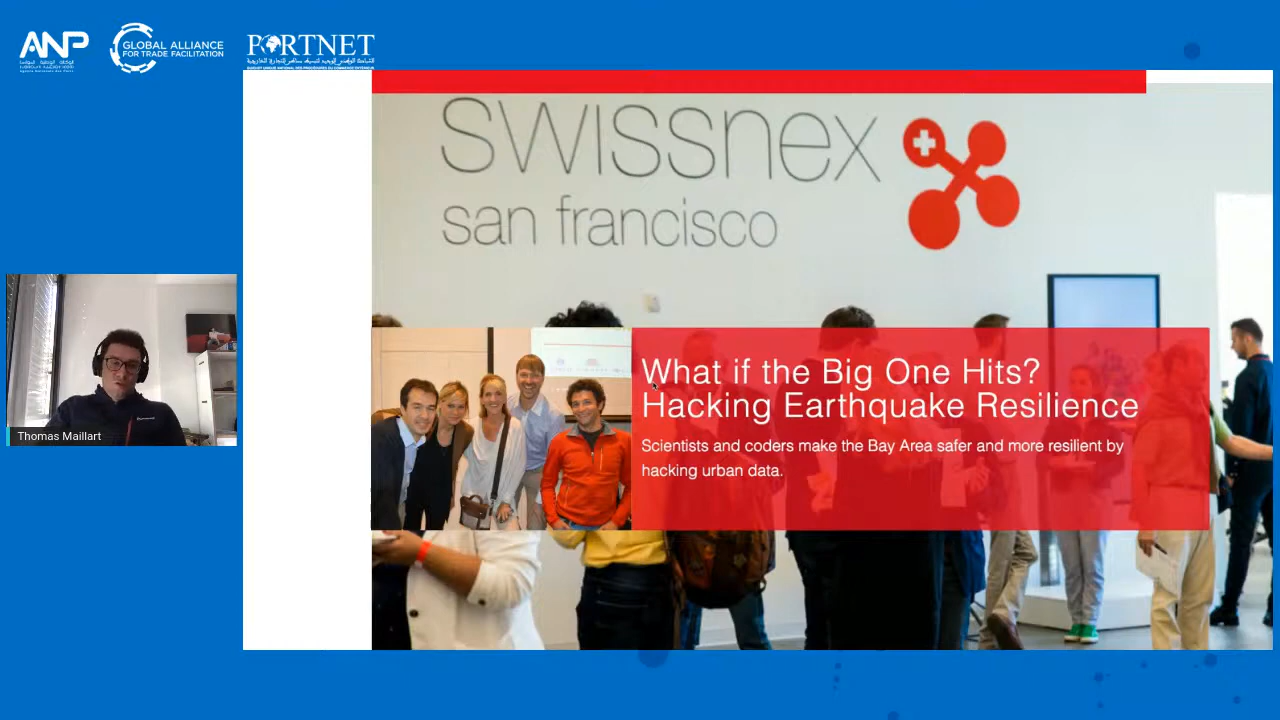 ANP
GLOBAL ALLIANCE
FOR TRADE FACILITATION
PORTNET
swissnex
san francisco
What if the Big One Hits?
Hacking Earthquake Resilience
Scientists and coders make the Bay Area safer and more resilient by
hacking urban data.
Thomas Maillart